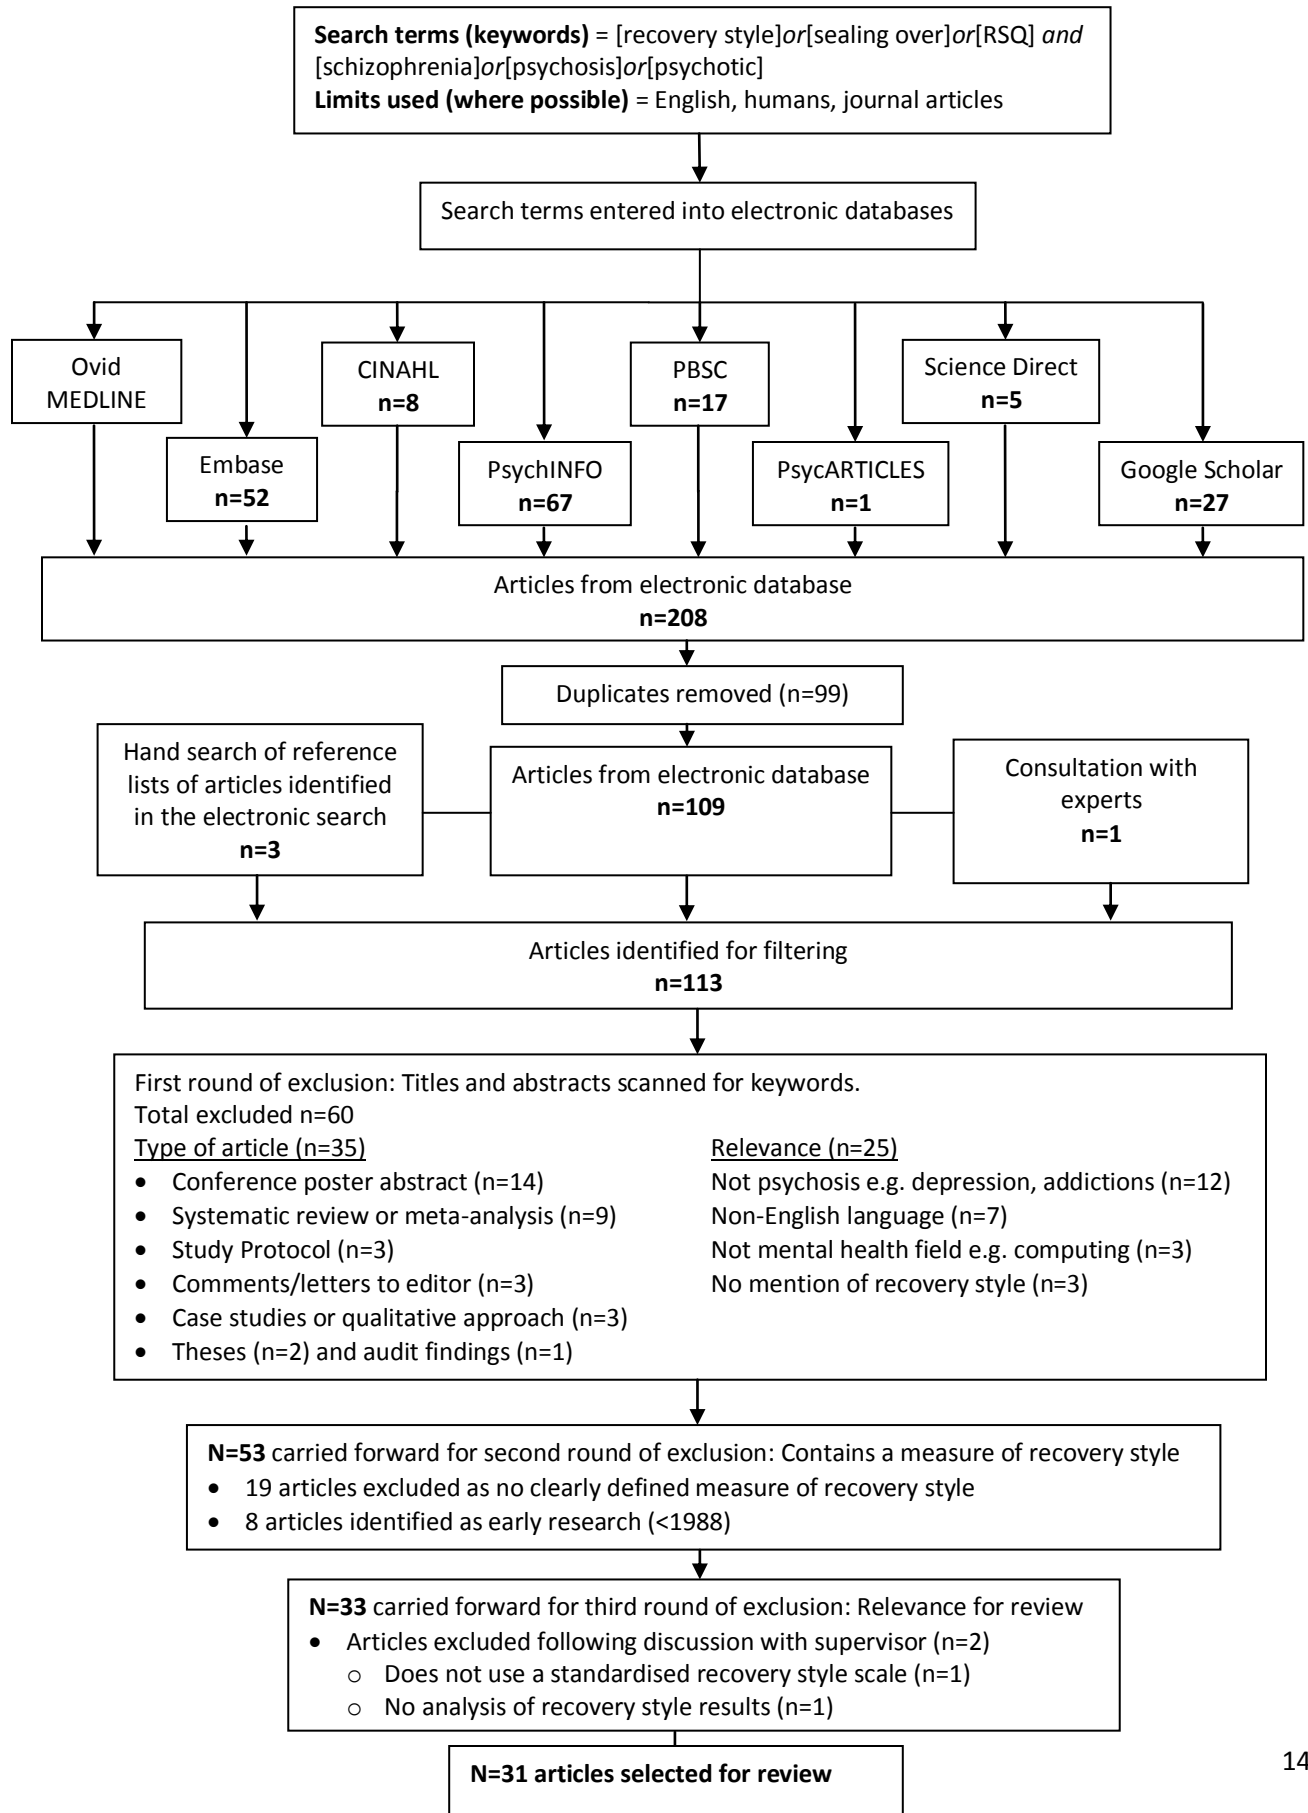 Search terms (keywords) = [recovery style]or[sealing over]or[RSQ] and
[schizophrenia]or[psychosis]or[psychotic]
Limits used (where possible) = English, humans, journal articles
Search terms entered into electronic databases
Ovid
MEDLINE
CINAHL
n=8
PBSC
n=17
Science Direct
n=5
Embase
n=52
PsychINFO
n=67
PsycARTICLES
n=1
Google Scholar
n=27
Articles from electronic database
n=208
Duplicates removed (n=99)
Hand search of reference
lists of articles identified
in the electronic search
n=3
Articles from electronic database
n=109
Consultation with
experts
n=1
Articles identified for filtering
n=113
First round of exclusion: Titles and abstracts scanned for keywords.
Total excluded n=60
Type of article (n=35)
• Conference poster abstract (n=14)
• Systematic review or meta-analysis (n=9)
• Study Protocol (n=3)
• Comments/letters to editor (n=3)
• Case studies or qualitative approach (n=3)
• Theses (n=2) and audit findings (n=1)
Relevance (n=25)
Not psychosis e.g. depression, addictions (n=12)
Non-English language (n=7)
Not mental health field e.g. computing (n=3)
No mention of recovery style (n=3)
N=53 carried forward for second round of exclusion: Contains a measure of recovery style
• 19 articles excluded as no clearly defined measure of recovery style
• 8 articles identified as early research (<1988)
N=33 carried forward for third round of exclusion: Relevance for review
• Articles excluded following discussion with supervisor (n=2)
o Does not use a standardised recovery style scale (n=1)
o No analysis of recovery style results (n=1)
N=31 articles selected for review
14